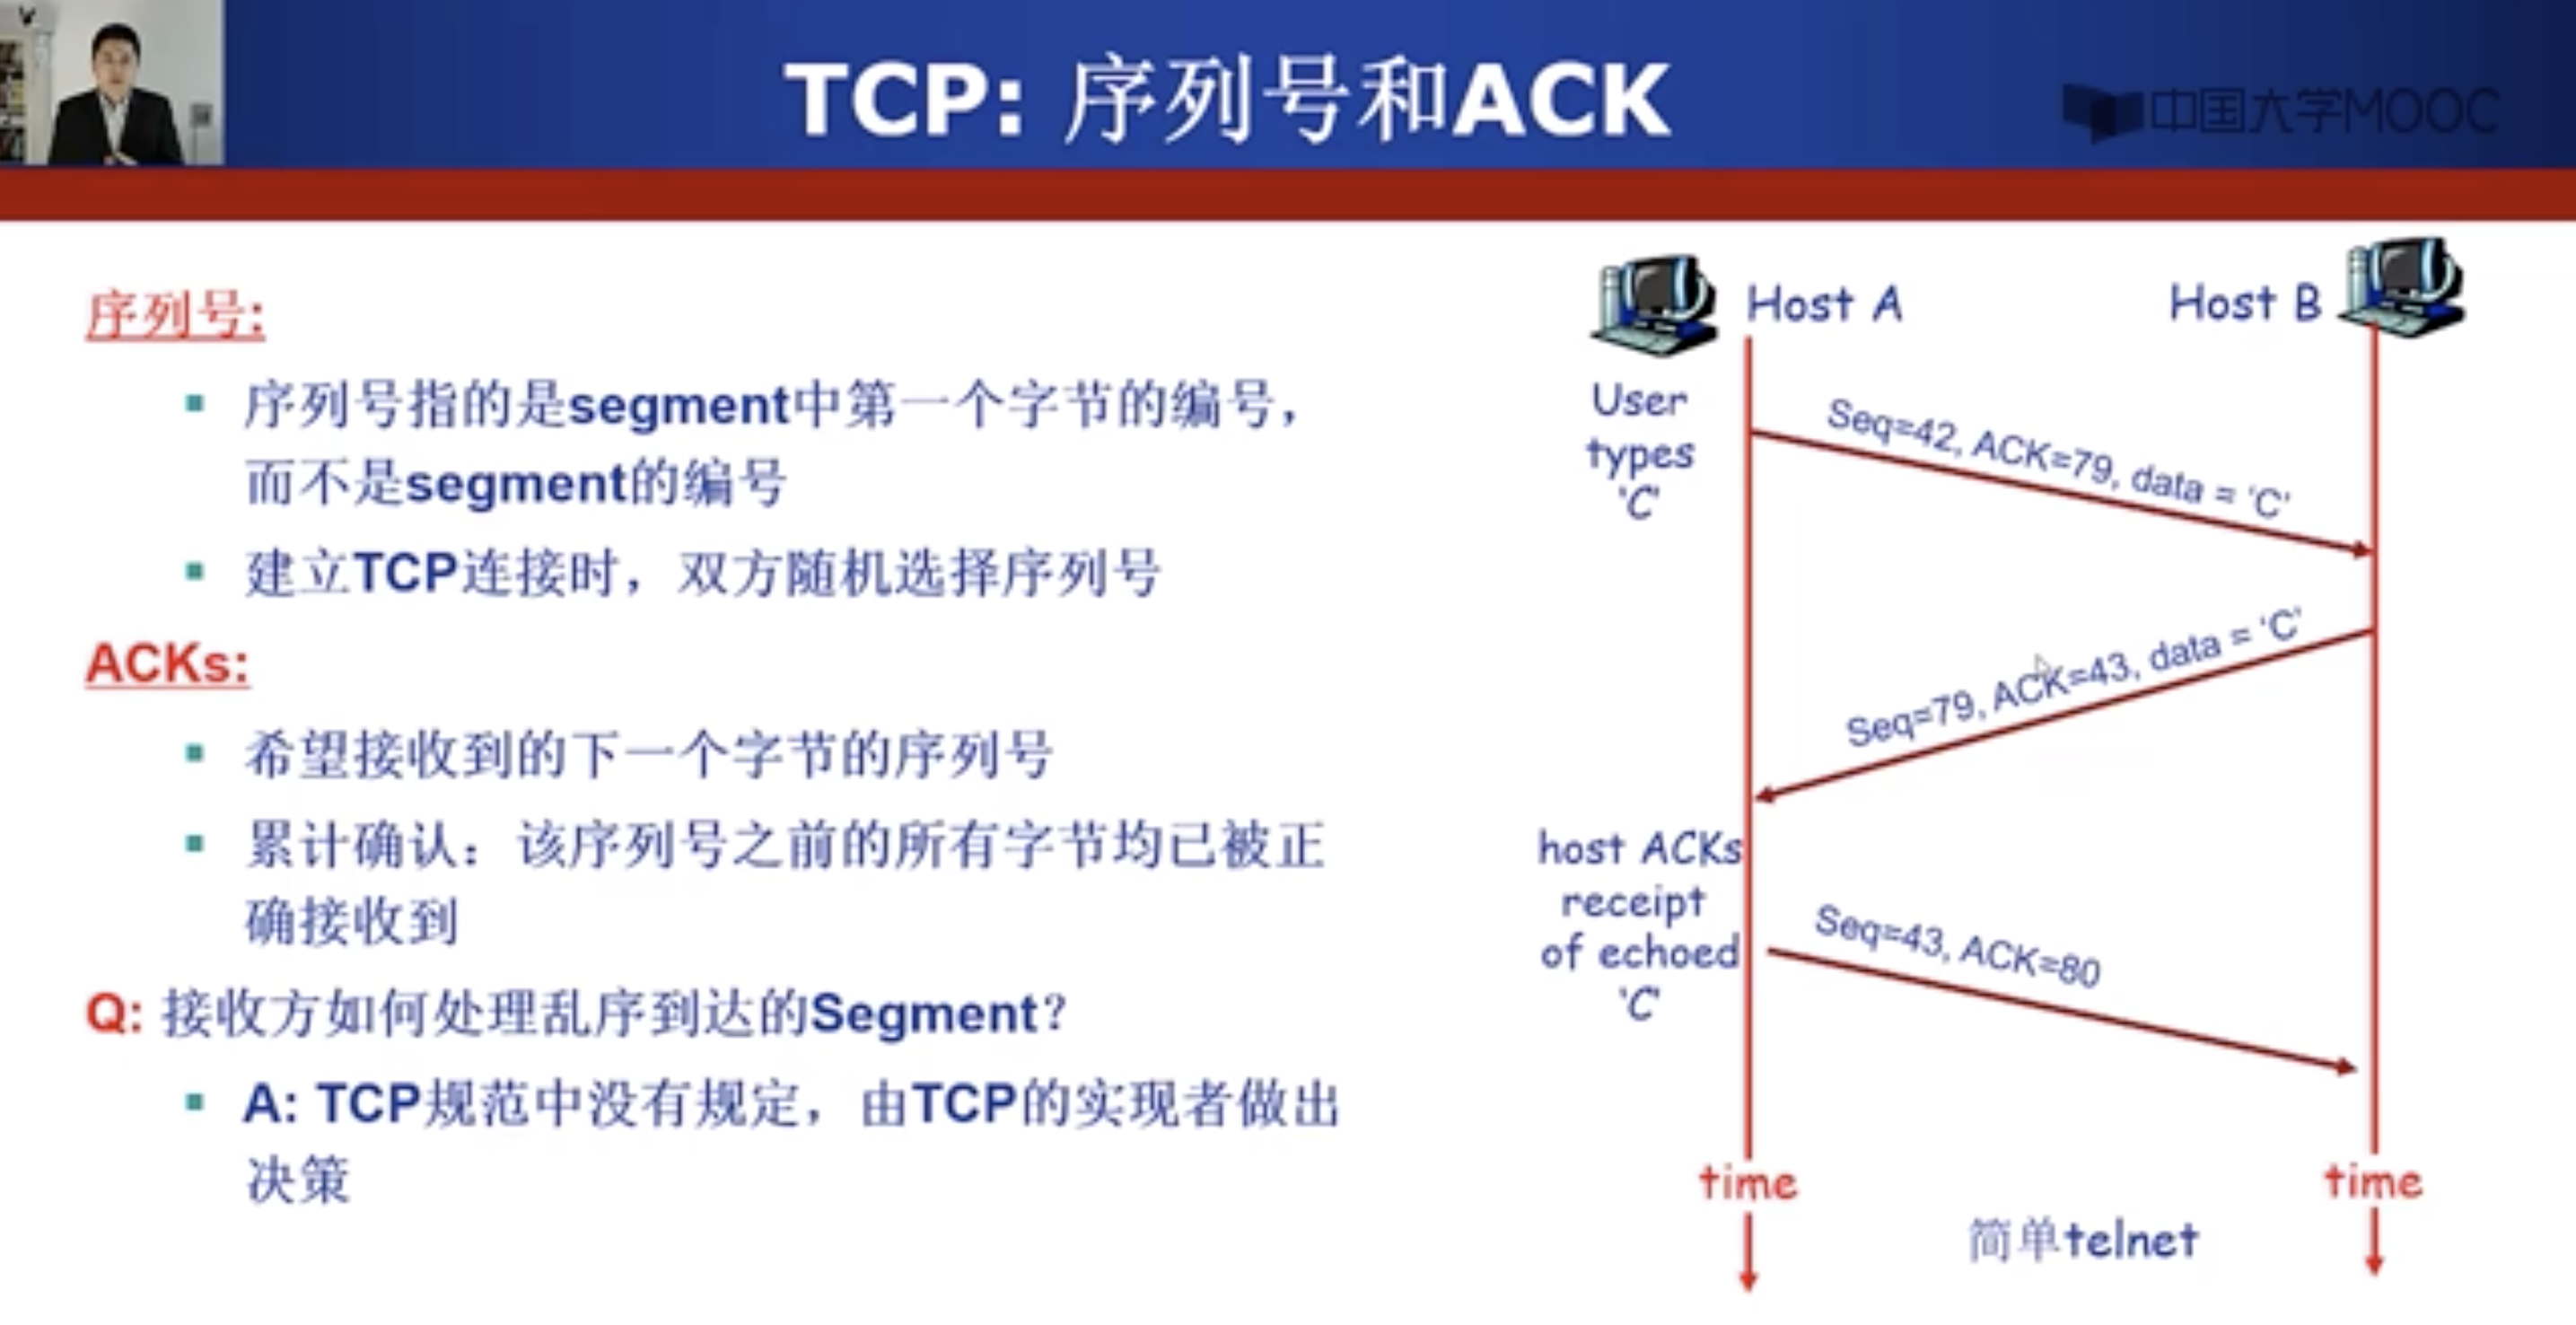 TCP: 序列号和ACK
中国大学MOOC
序列号:
序列号指的是segment中第一个字节的编号，
而不是segment的编号
建立TCP连接时，双方随机选择序列号
ACKs:
希望接收到的下一个字节的序列号
累计确认：该序列号之前的所有字节均已被正
确接收到
Q: 接收方如何处理乱序到达的Segment？
A: TCP规范中没有规定，由TCP的实现者做出
决策
Host A
Host B
User
types
'C'
Seq=42, ACK=79, data = 'C'
Seq=79, ACK=43, data = 'C'
host ACKs
receipt
of echoed
'C'
Seq=43, ACK=80
time
time
简单telnet